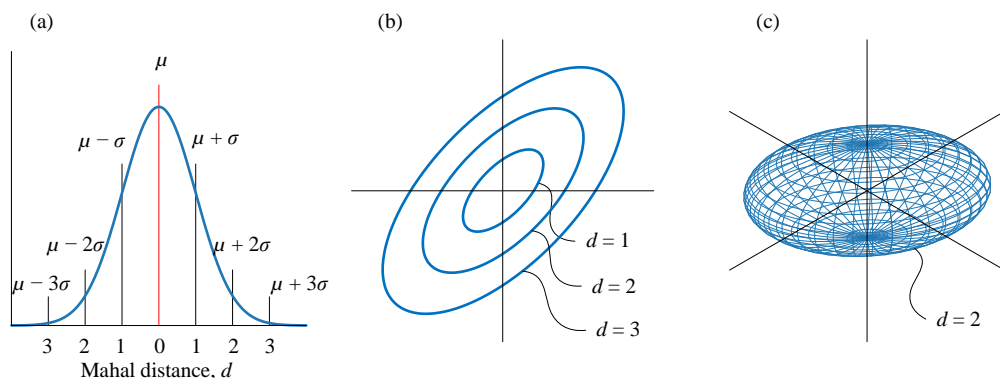 (a)
(b)
(c)
μ
μ − σ
μ + σ
μ − 2σ
μ + 2σ
μ − 3σ
μ + 3σ
3 2 1 0 1 2 3
Mahal distance, d
d = 1
d = 2
d = 3
d = 2